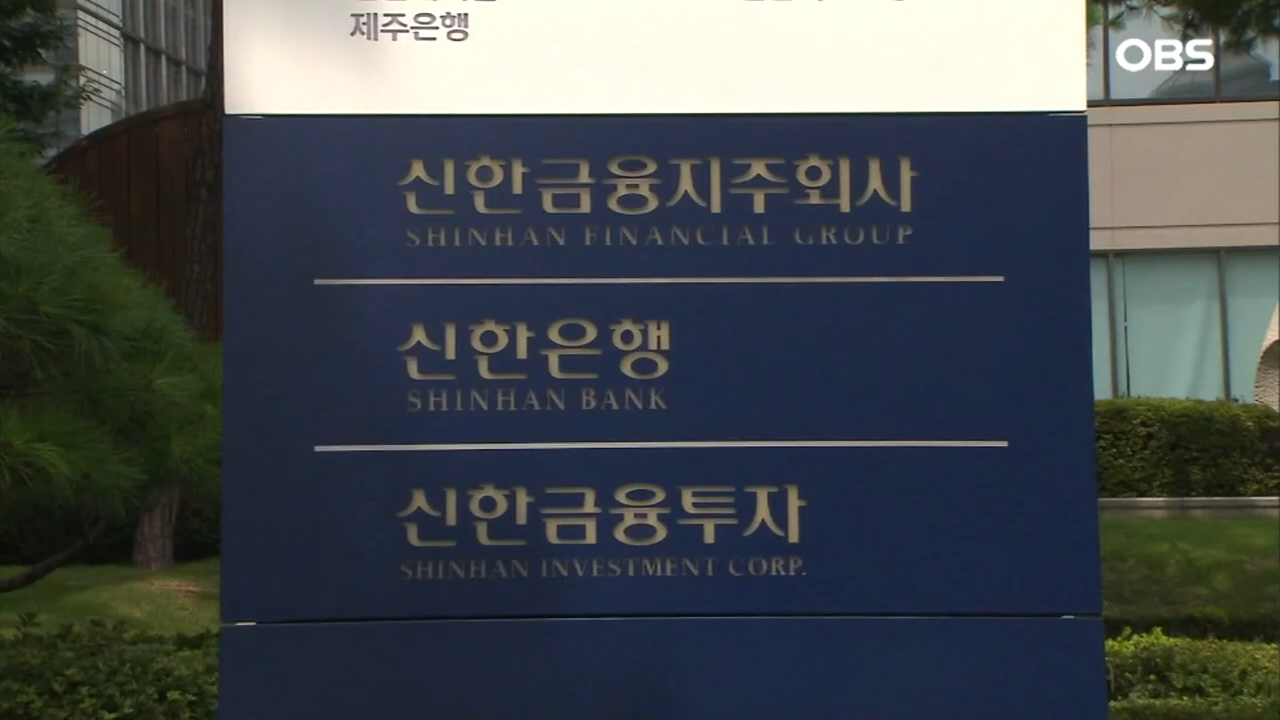 제주은행
OBS
신한금융지주회사
SHINHAN FINANCIAL GROUP
신한은행
SHINHAN BANK
신한금융투자
SHINHAN INVESTMENT CORP.